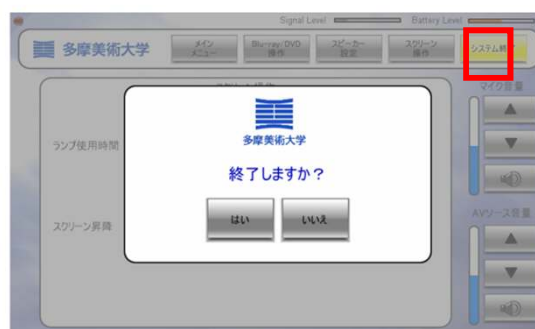 Signal Level
Battery Level
多摩美術大学
メイン
メニュー
Blu-ray/DVD
操作
スピーカー
設定
スクリーン
操作
システム終了
マイク音量
ランプ使用時間
多摩美術大学
終了しますか？
はい
いいえ
スクリーン昇降
AVソース音量